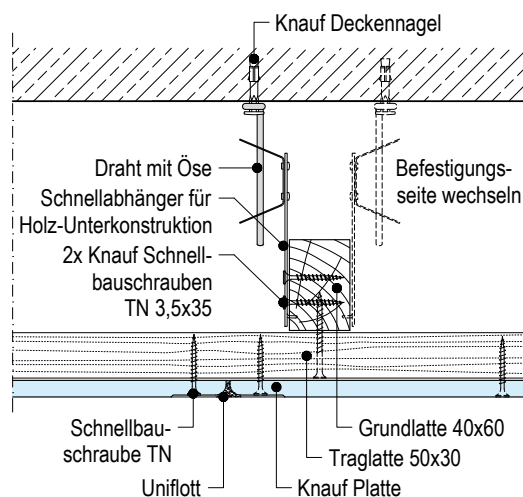 Knauf Deckennagel
Draht mit Öse
Schnellabhänger für
Holz-Unterkonstruktion
2x Knauf Schnell-
bauschrauben
TN 3,5x35
Befestigungs-
seite wechseln
Schnellbau-
schraube TN
Uniflott
Grundlatte 40x60
Traglatte 50x30
Knauf Platte